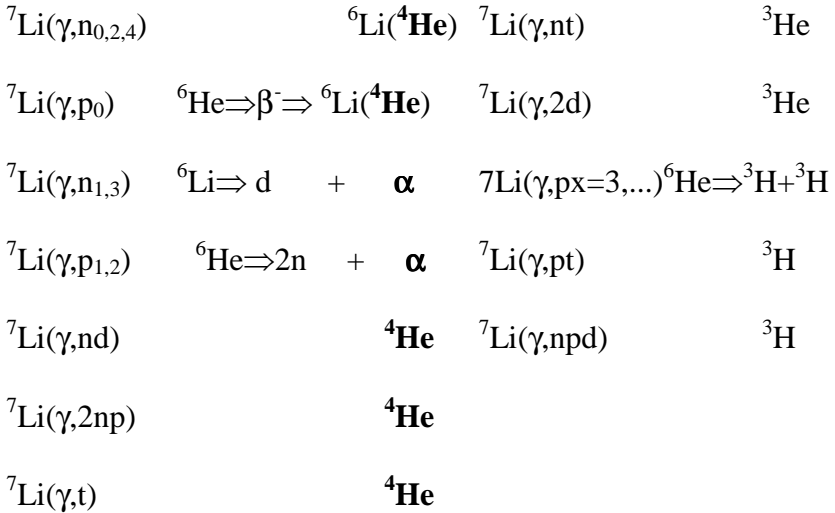 ⁷Li(γ,n₀,₂,₄) ⁶Li(⁴He) ⁷Li(γ,nt) ³He
⁷Li(γ,p₀) ⁶He⇒β⁻⇒ ⁶Li(⁴He) ⁷Li(γ,2d) ³He
⁷Li(γ,n₁,₃) ⁶Li⇒ d + α 7Li(γ,px=3,...)⁶He⇒³H+³H
⁷Li(γ,p₁,₂) ⁶He⇒2n + α ⁷Li(γ,pt) ³H
⁷Li(γ,nd) ⁴He ⁷Li(γ,npd) ³H
⁷Li(γ,2np) ⁴He
⁷Li(γ,t) ⁴He